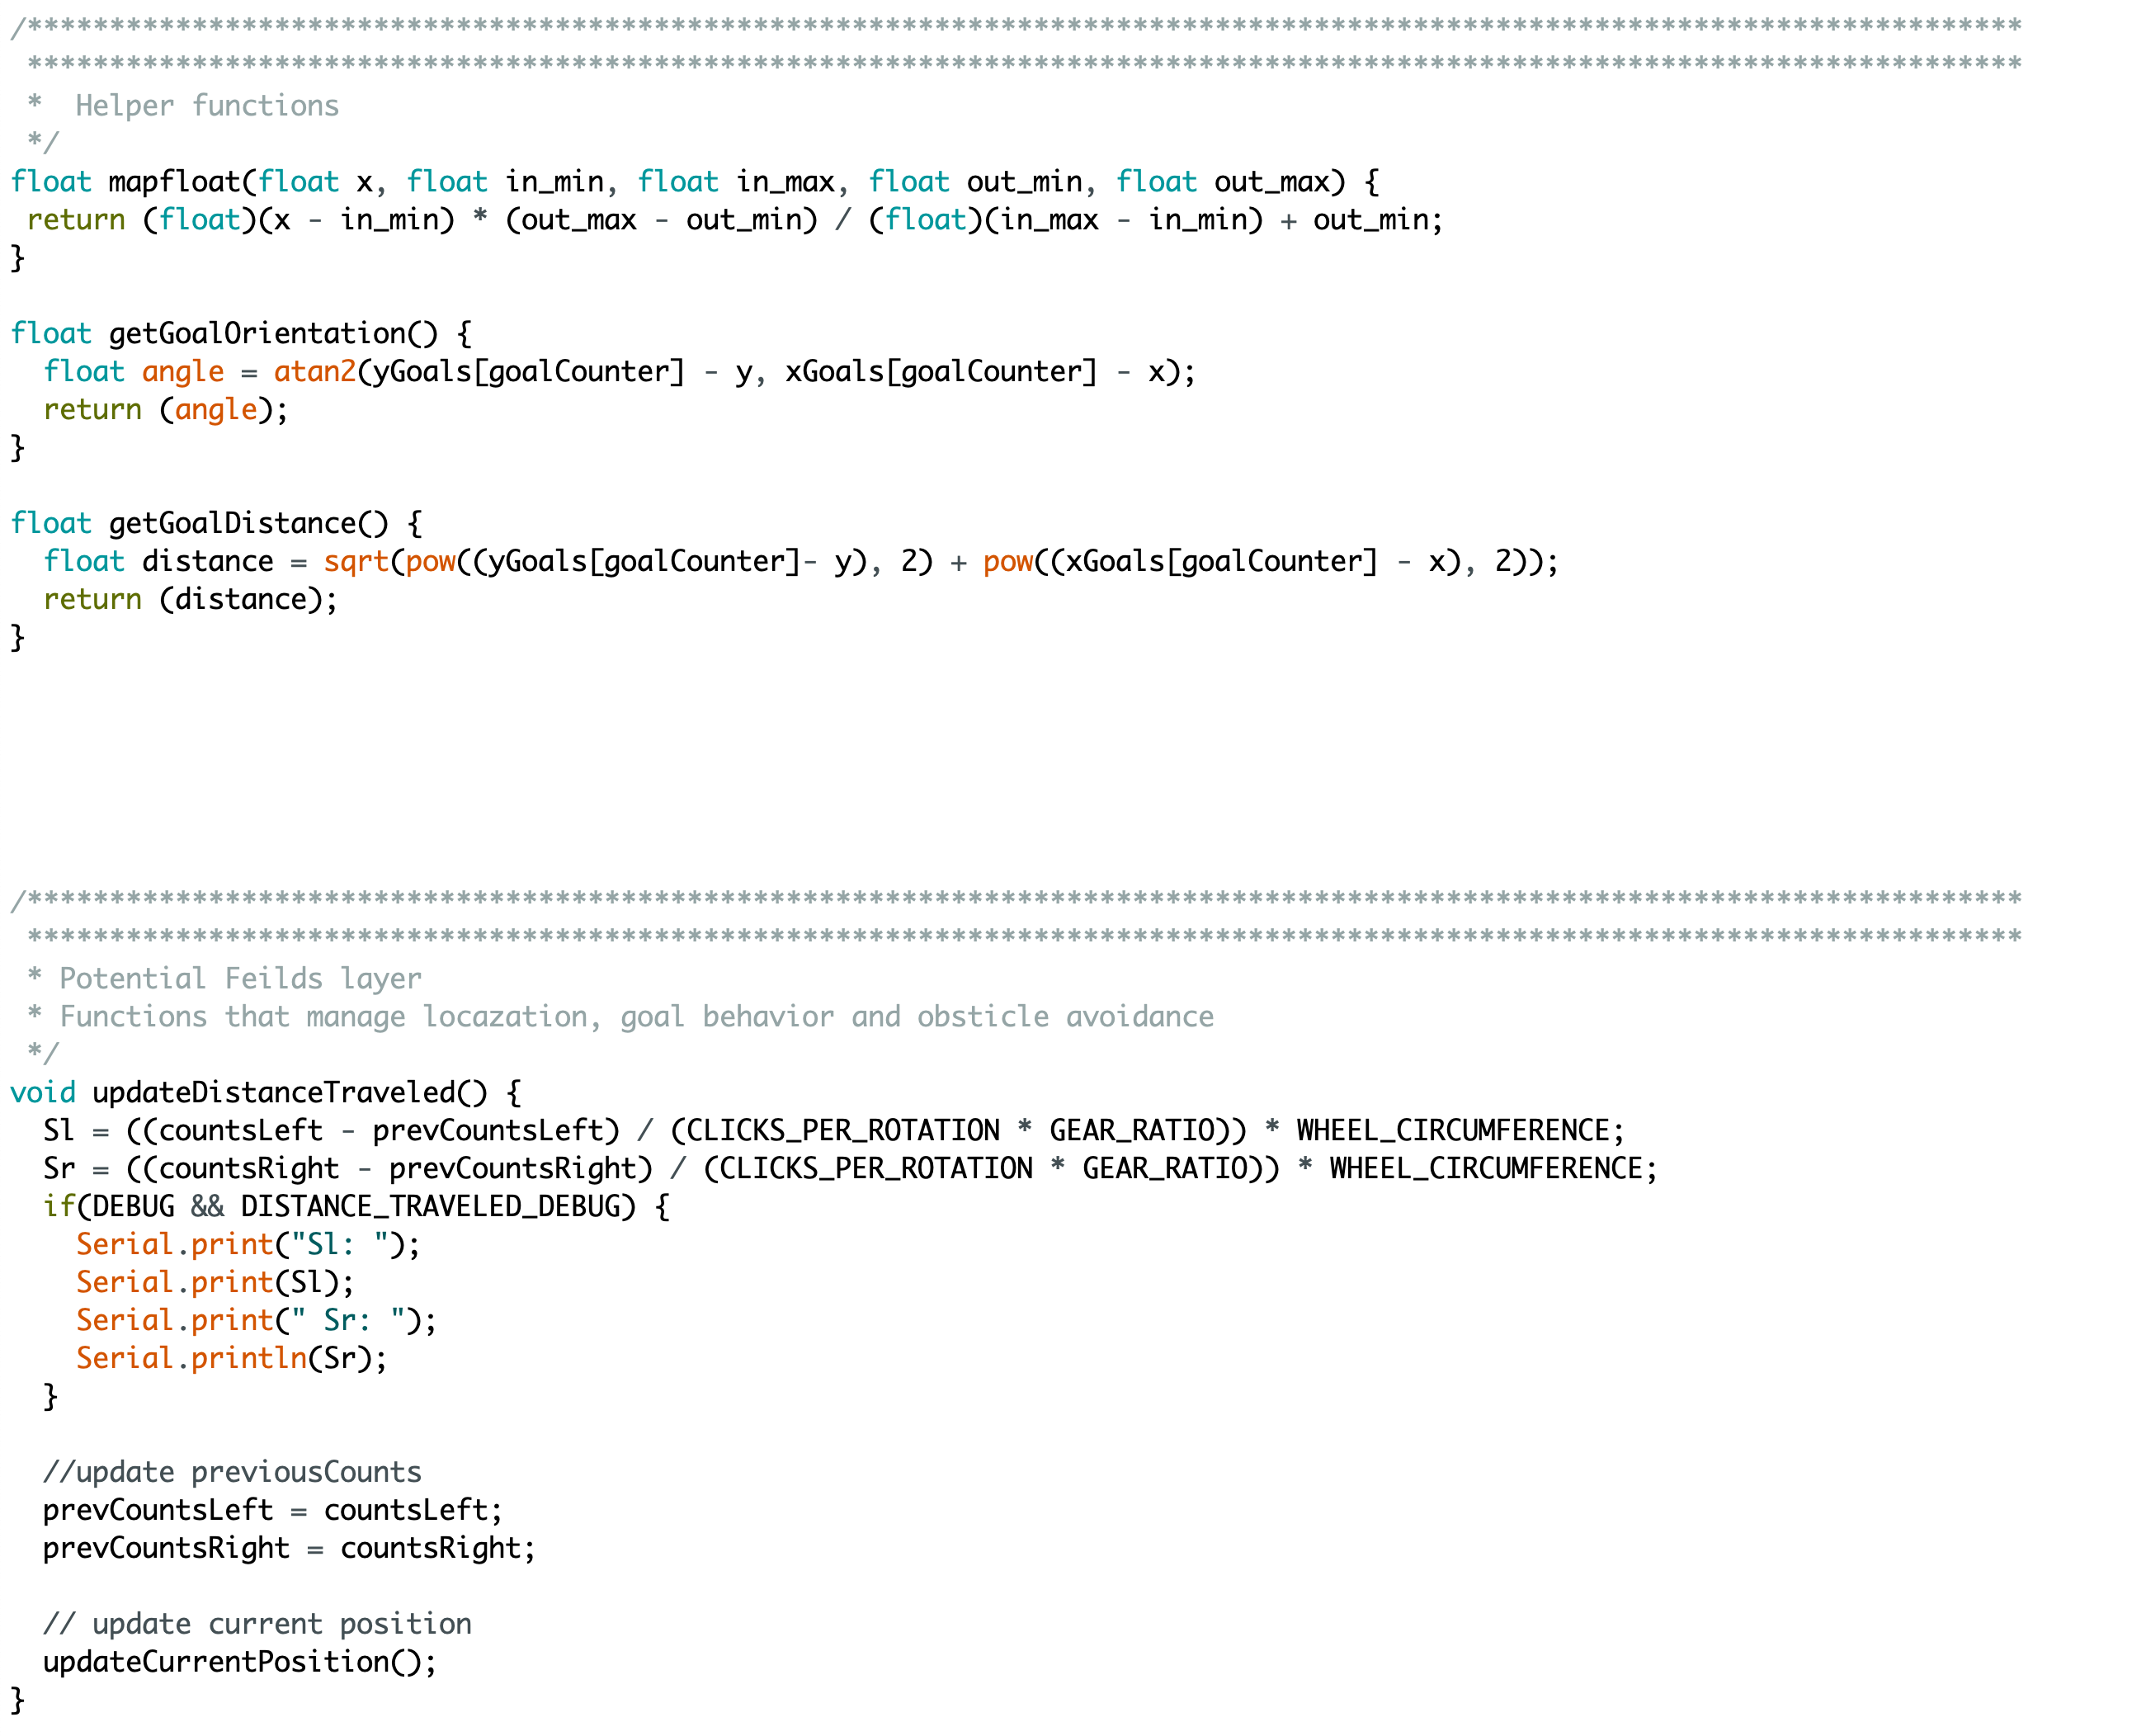 /*************************************************************************************************************************
 *************************************************************************************************************************
 *  Helper functions
 */
float mapfloat(float x, float in_min, float in_max, float out_min, float out_max) {
 return (float)(x - in_min) * (out_max - out_min) / (float)(in_max - in_min) + out_min;
}
float getGoalOrientation() {
  float angle = atan2(yGoals[goalCounter] - y, xGoals[goalCounter] - x);
  return (angle);
}
float getGoalDistance() {
  float distance = sqrt(pow((yGoals[goalCounter]- y), 2) + pow((xGoals[goalCounter] - x), 2));
  return (distance);
}
/*************************************************************************************************************************
 *************************************************************************************************************************
 * Potential Feilds layer
 * Functions that manage locazation, goal behavior and obsticle avoidance
 */
void updateDistanceTraveled() {
  Sl = ((countsLeft - prevCountsLeft) / (CLICKS_PER_ROTATION * GEAR_RATIO)) * WHEEL_CIRCUMFERENCE;
  Sr = ((countsRight - prevCountsRight) / (CLICKS_PER_ROTATION * GEAR_RATIO)) * WHEEL_CIRCUMFERENCE;
  if(DEBUG && DISTANCE_TRAVELED_DEBUG) {
    Serial.print("Sl: ");
    Serial.print(Sl);
    Serial.print(" Sr: ");
    Serial.println(Sr);
  }
  //update previousCounts
  prevCountsLeft = countsLeft;
  prevCountsRight = countsRight;
  // update current position
  updateCurrentPosition();
}